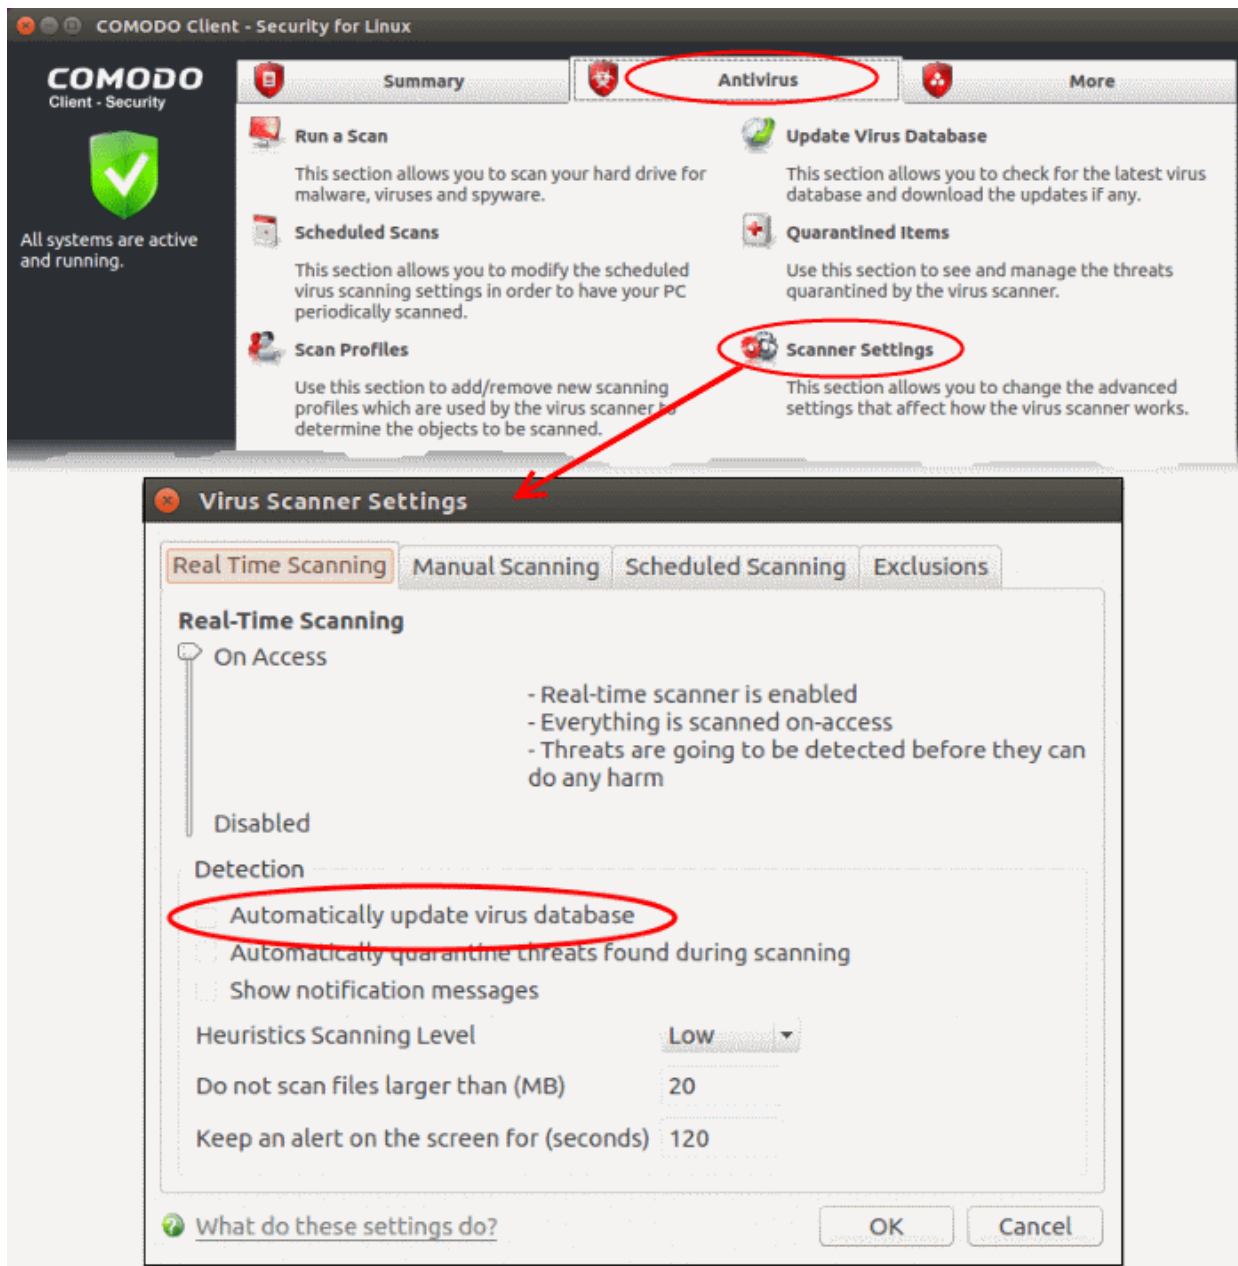 COMODO Client - Security for Linux
COMODO
Client - Security
Summary
Antivirus
More
Run a Scan
This section allows you to scan your hard drive for
malware, viruses and spyware.
Update Virus Database
This section allows you to check for the latest virus
database and download the updates if any.
All systems are active
and running.
Scheduled Scans
This section allows you to modify the scheduled
virus scanning settings in order to have your PC
periodically scanned.
Quarantined Items
Use this section to see and manage the threats
quarantined by the virus scanner.
Scan Profiles
Use this section to add/remove new scanning
profiles which are used by the virus scanner to
determine the objects to be scanned.
Scanner Settings
This section allows you to change the advanced
settings that affect how the virus scanner works.
Virus Scanner Settings
Real Time Scanning
Manual Scanning
Scheduled Scanning
Exclusions
Real-Time Scanning
On Access
- Real-time scanner is enabled
- Everything is scanned on-access
- Threats are going to be detected before they can
do any harm
Disabled
Detection
Automatically update virus database
Automatically quarantine threats found during scanning
Show notification messages
Heuristics Scanning Level Low
Do not scan files larger than (MB) 20
Keep an alert on the screen for (seconds) 120
What do these settings do?
OK
Cancel